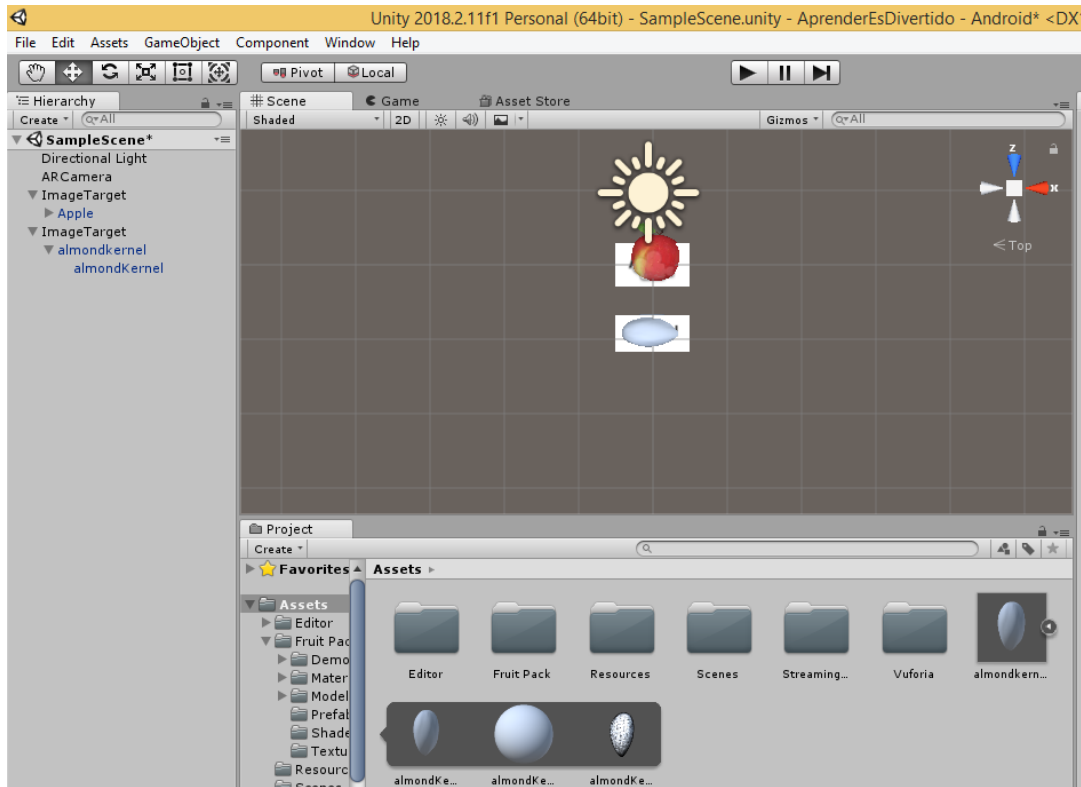 Unity 2018.2.11f1 Personal (64bit) - SampleScene.unity - AprenderEsDivertido - Android* <DX
File Edit Assets GameObject Component Window Help
Pivot Local
Hierarchy
Create All
SampleScene*
Directional Light
ARCamera
ImageTarget
Apple
ImageTarget
almondkernel
almondKernel
Scene Game Asset Store
Shaded 2D Gizmos All
z
x
Top
Project
Create
Favorites
Assets
Editor
Fruit Pac
Demo
Mater
Model
Prefab
Shade
Textu
Resourc
Scenes
Assets
Editor Fruit Pack Resources Scenes Streaming... Vuforia almondkern...
almondKe... almondKe... almondKe...